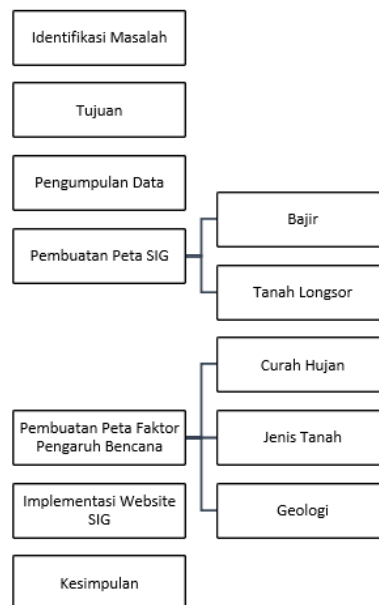 Identifikasi Masalah
Tujuan
Pengumpulan Data
Pembuatan Peta SIG
Bajir
Tanah Longsor
Pembuatan Peta Faktor
Pengaruh Bencana
Curah Hujan
Jenis Tanah
Geologi
Implementasi Website
SIG
Kesimpulan